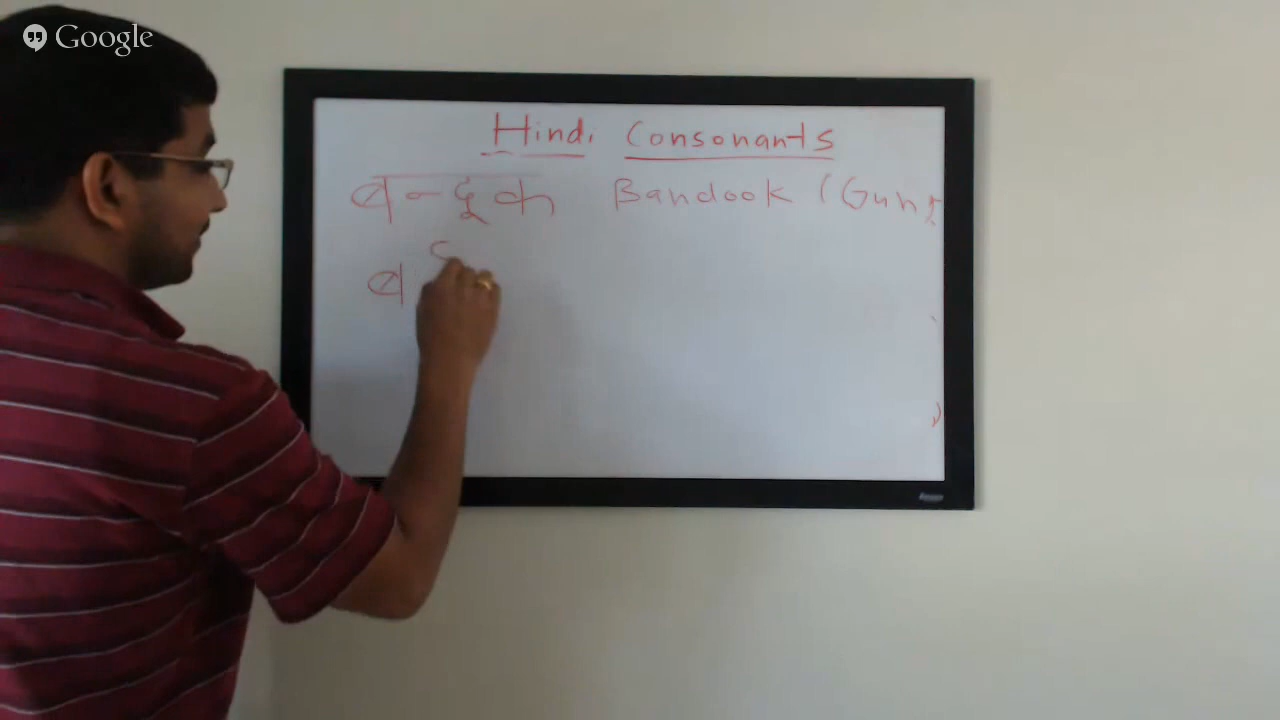 Google
Hindi Consonants
बन्दूक Bandook (Gun)
ब